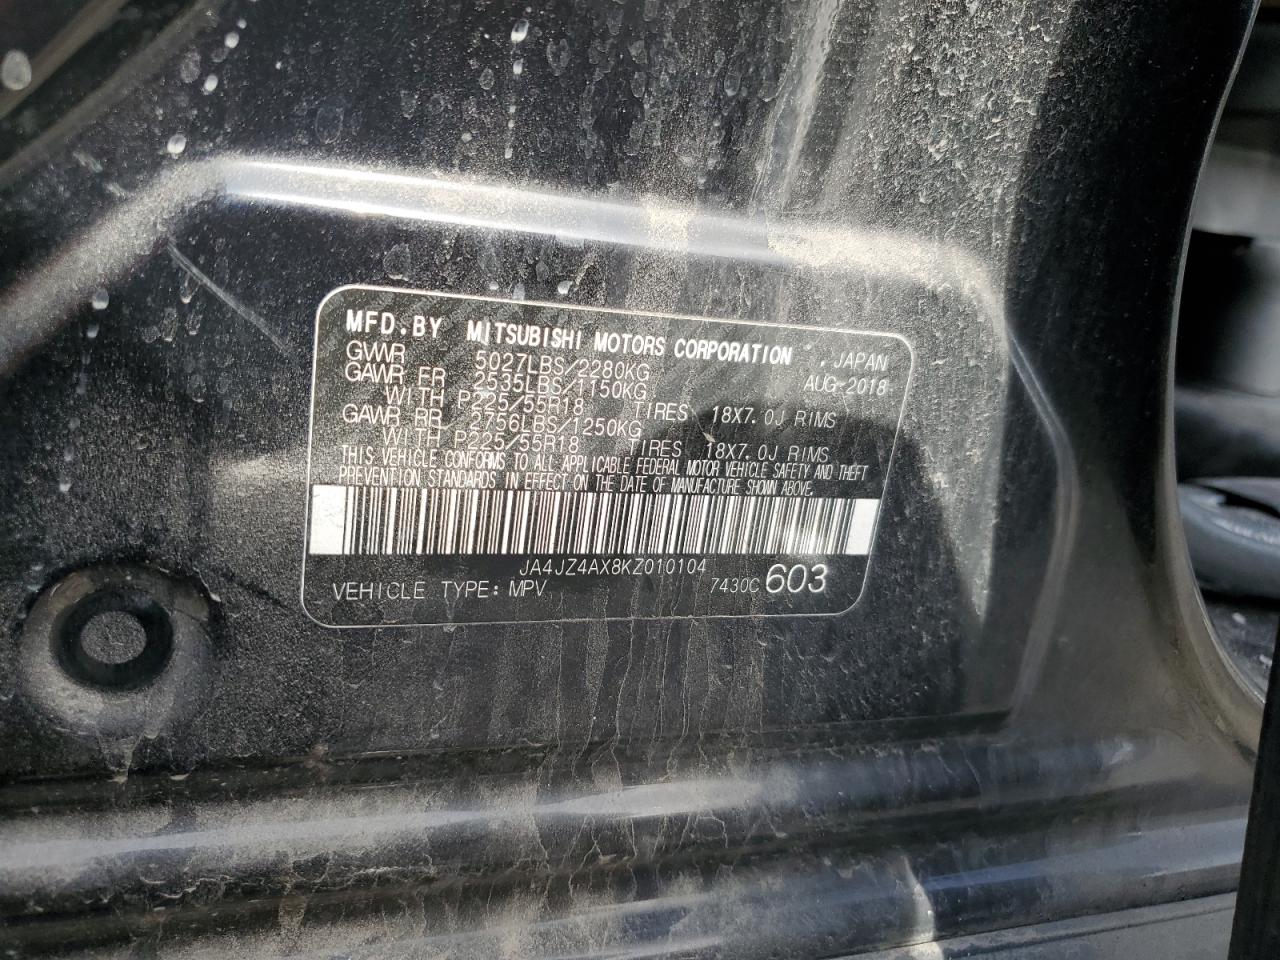 MFD.BY MITSUBISHI MOTORS CORPORATION , JAPAN
GVWR 5027LBS/2280KG AUG-2018
GAWR FR 2535LBS/1150KG
WITH P225/55R18 TIRES 18X7.0J RIMS
GAWR RR 2756LBS/1250KG
WITH P225/55R18 TIRES 18X7.0J RIMS
THIS VEHICLE CONFORMS TO ALL APPLICABLE FEDERAL MOTOR VEHICLE SAFETY AND THEFT
PREVENTION STANDARDS IN EFFECT ON THE DATE OF MANUFACTURE SHOWN ABOVE.
JA4JZ4AX8KZ010104
VEHICLE TYPE: MPV 7430C 603